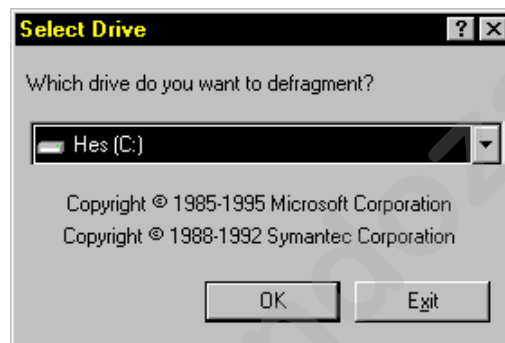 Select Drive
Which drive do you want to defragment?
Hes (C:)
Copyright © 1985-1995 Microsoft Corporation
Copyright © 1988-1992 Symantec Corporation
OK Exit